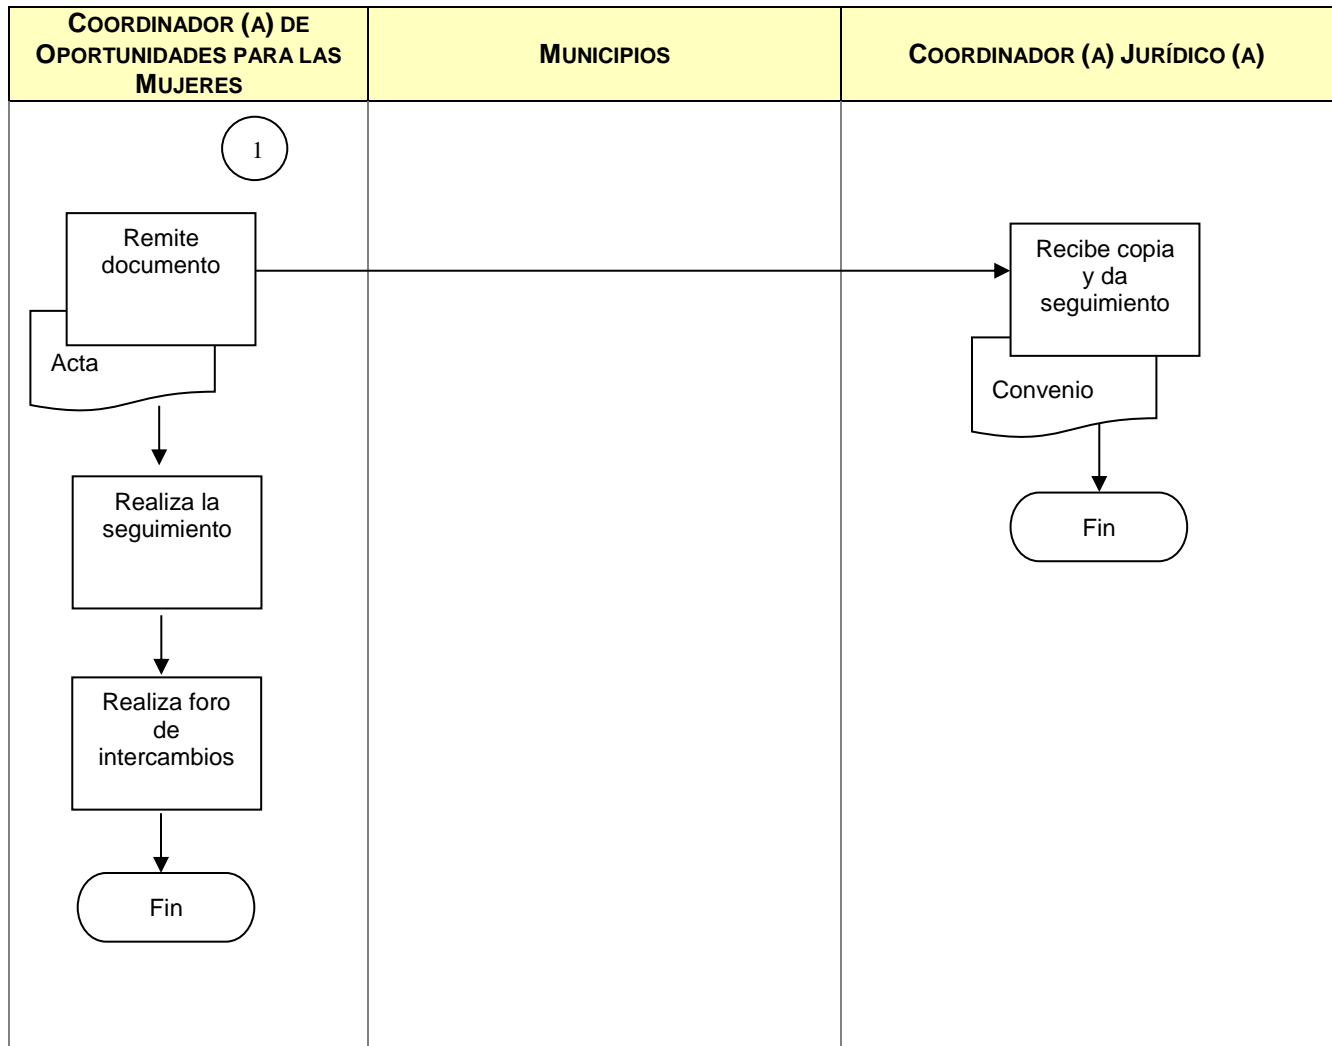 COORDINADOR (A) DE
OPORTUNIDADES PARA LAS
MUJERES
MUNICIPIOS
COORDINADOR (A) JURÍDICO (A)
1
Remite
documento
Acta
Recibe copia
y da
seguimiento
Convenio
Realiza la
seguimiento
Fin
Realiza foro
de
intercambios
Fin